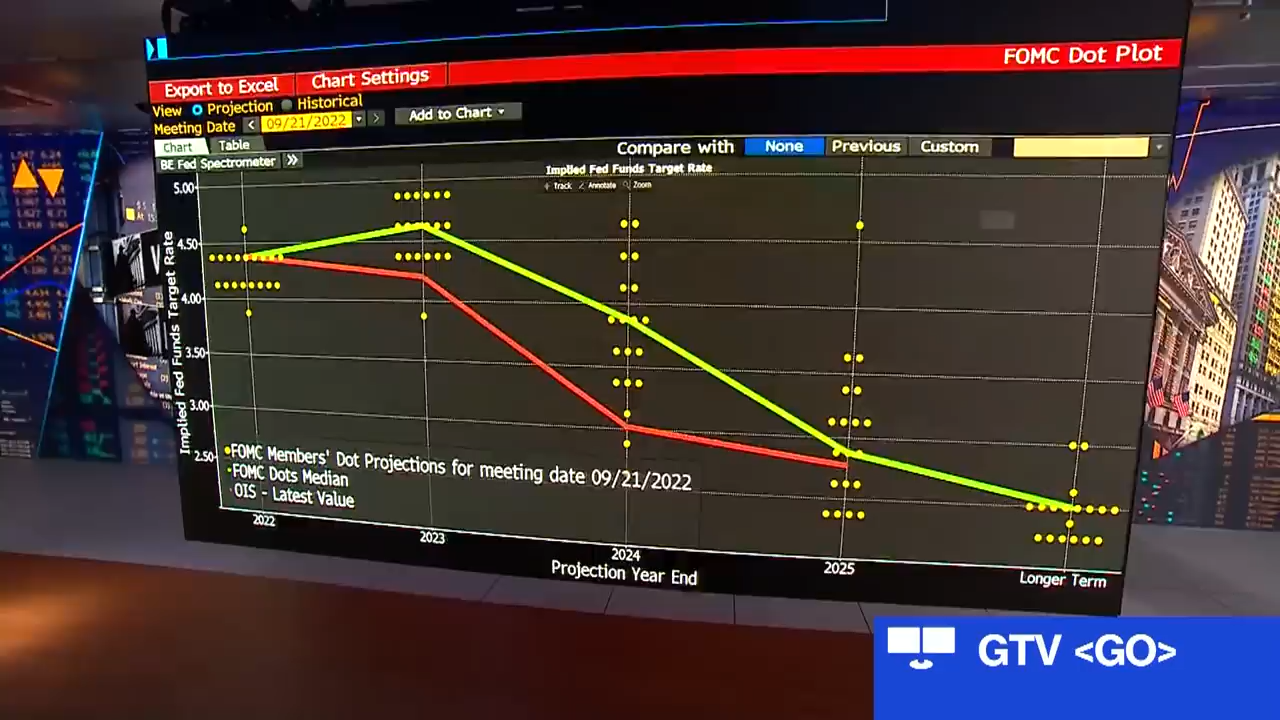 FOMC Dot Plot
Export to Excel
Chart Settings
View Projection Historical
Meeting Date < 09/21/2022 > Add to Chart
Chart Table
Compare with None Previous Custom
BE Fed Spectrometer »
Implied Fed Funds Target Rate
Track Annotate Zoom
5.00
4.50
4.00
3.50
3.00
2.50
Implied Fed Funds Target Rate
FOMC Members' Dot Projections for meeting date 09/21/2022
FOMC Dots Median
OIS - Latest Value
2022
2023
2024
2025
Longer Term
Projection Year End
GTV <GO>